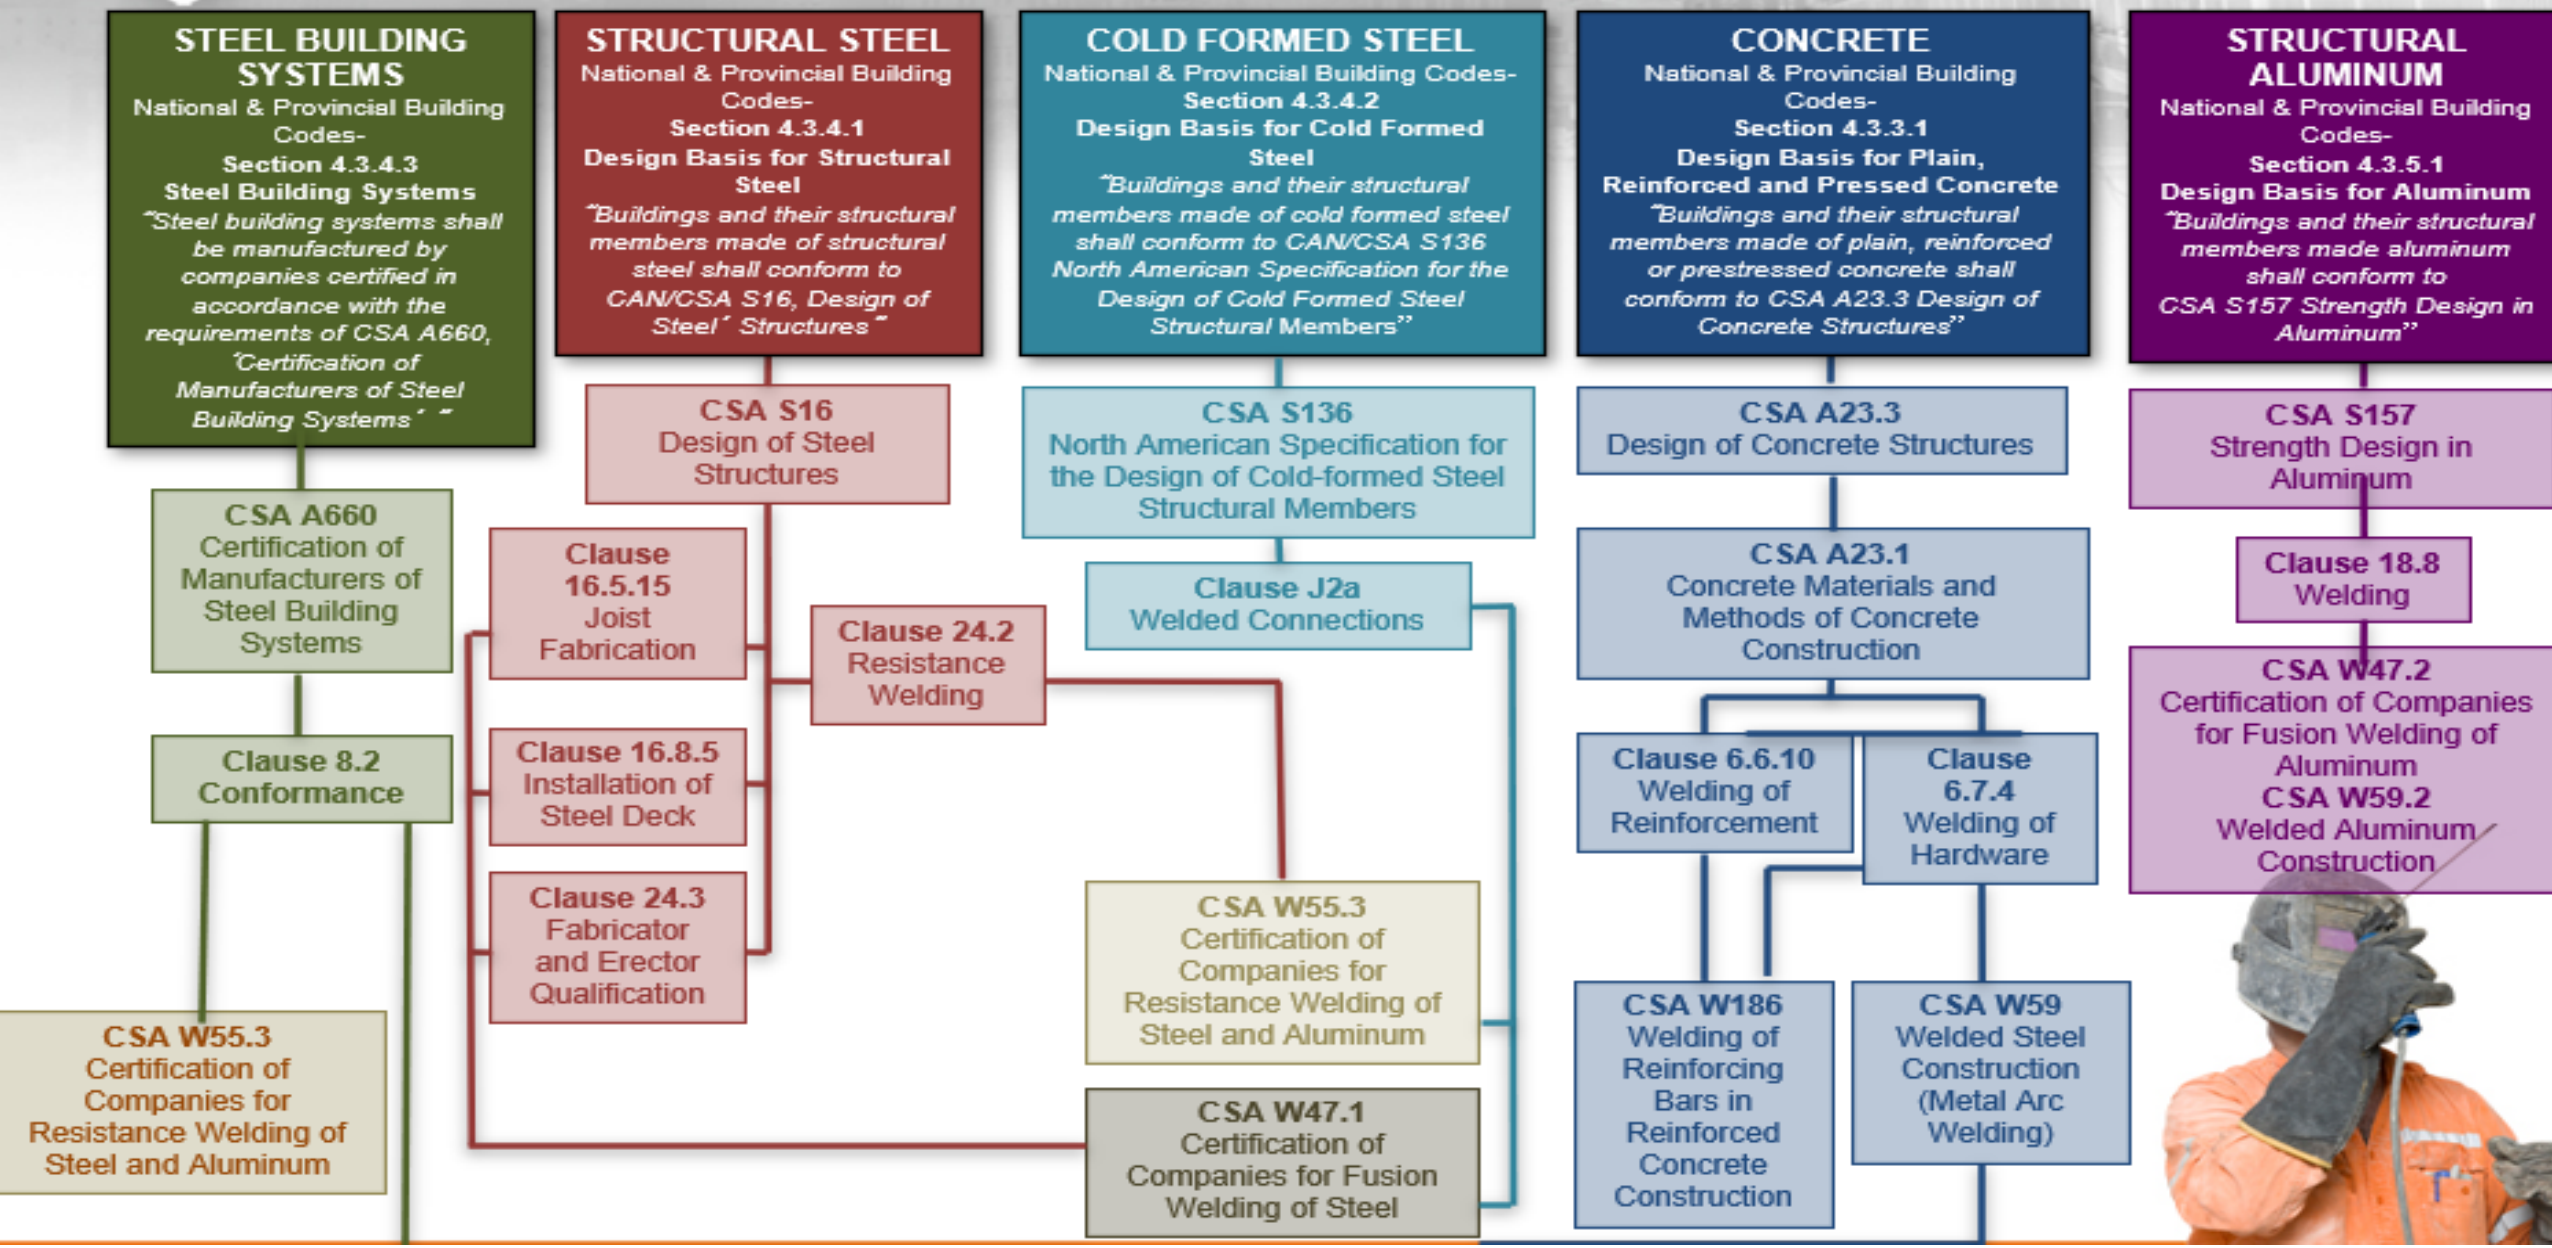 STEEL BUILDING
SYSTEMS
National & Provincial Building
Codes-
Section 4.3.4.3
Steel Building Systems
“Steel building systems shall
be manufactured by
companies certified in
accordance with the
requirements of CSA A660,
‘Certification of
Manufacturers of Steel
Building Systems’ ”
CSA A660
Certification of
Manufacturers of
Steel Building
Systems
Clause 8.2
Conformance
CSA W55.3
Certification of
Companies for
Resistance Welding of
Steel and Aluminum
STRUCTURAL STEEL
National & Provincial Building
Codes-
Section 4.3.4.1
Design Basis for Structural
Steel
“Buildings and their structural
members made of structural
steel shall conform to
CAN/CSA S16, Design of
Steel’ Structures”
CSA S16
Design of Steel
Structures
Clause
16.5.15
Joist
Fabrication
Clause 24.2
Resistance
Welding
Clause 16.8.5
Installation of
Steel Deck
Clause 24.3
Fabricator
and Erector
Qualification
COLD FORMED STEEL
National & Provincial Building Codes-
Section 4.3.4.2
Design Basis for Cold Formed
Steel
“Buildings and their structural
members made of cold formed steel
shall conform to CAN/CSA S136
North American Specification for the
Design of Cold Formed Steel
Structural Members”
CSA S136
North American Specification for
the Design of Cold-formed Steel
Structural Members
Clause J2a
Welded Connections
CSA W55.3
Certification of
Companies for
Resistance Welding of
Steel and Aluminum
CSA W47.1
Certification of
Companies for Fusion
Welding of Steel
CONCRETE
National & Provincial Building
Codes-
Section 4.3.3.1
Design Basis for Plain,
Reinforced and Pressed Concrete
“Buildings and their structural
members made of plain, reinforced
or prestressed concrete shall
conform to CSA A23.3 Design of
Concrete Structures”
CSA A23.3
Design of Concrete Structures
CSA A23.1
Concrete Materials and
Methods of Concrete
Construction
Clause 6.6.10
Welding of
Reinforcement
Clause
6.7.4
Welding of
Hardware
CSA W186
Welding of
Reinforcing
Bars in
Reinforced
Concrete
Construction
CSA W59
Welded Steel
Construction
(Metal Arc
Welding)
STRUCTURAL
ALUMINUM
National & Provincial Building
Codes-
Section 4.3.5.1
Design Basis for Aluminum
“Buildings and their structural
members made aluminum
shall conform to
CSA S157 Strength Design in
Aluminum”
CSA S157
Strength Design in
Aluminum
Clause 18.8
Welding
CSA W47.2
Certification of Companies
for Fusion Welding of
Aluminum
CSA W59.2
Welded Aluminum
Construction